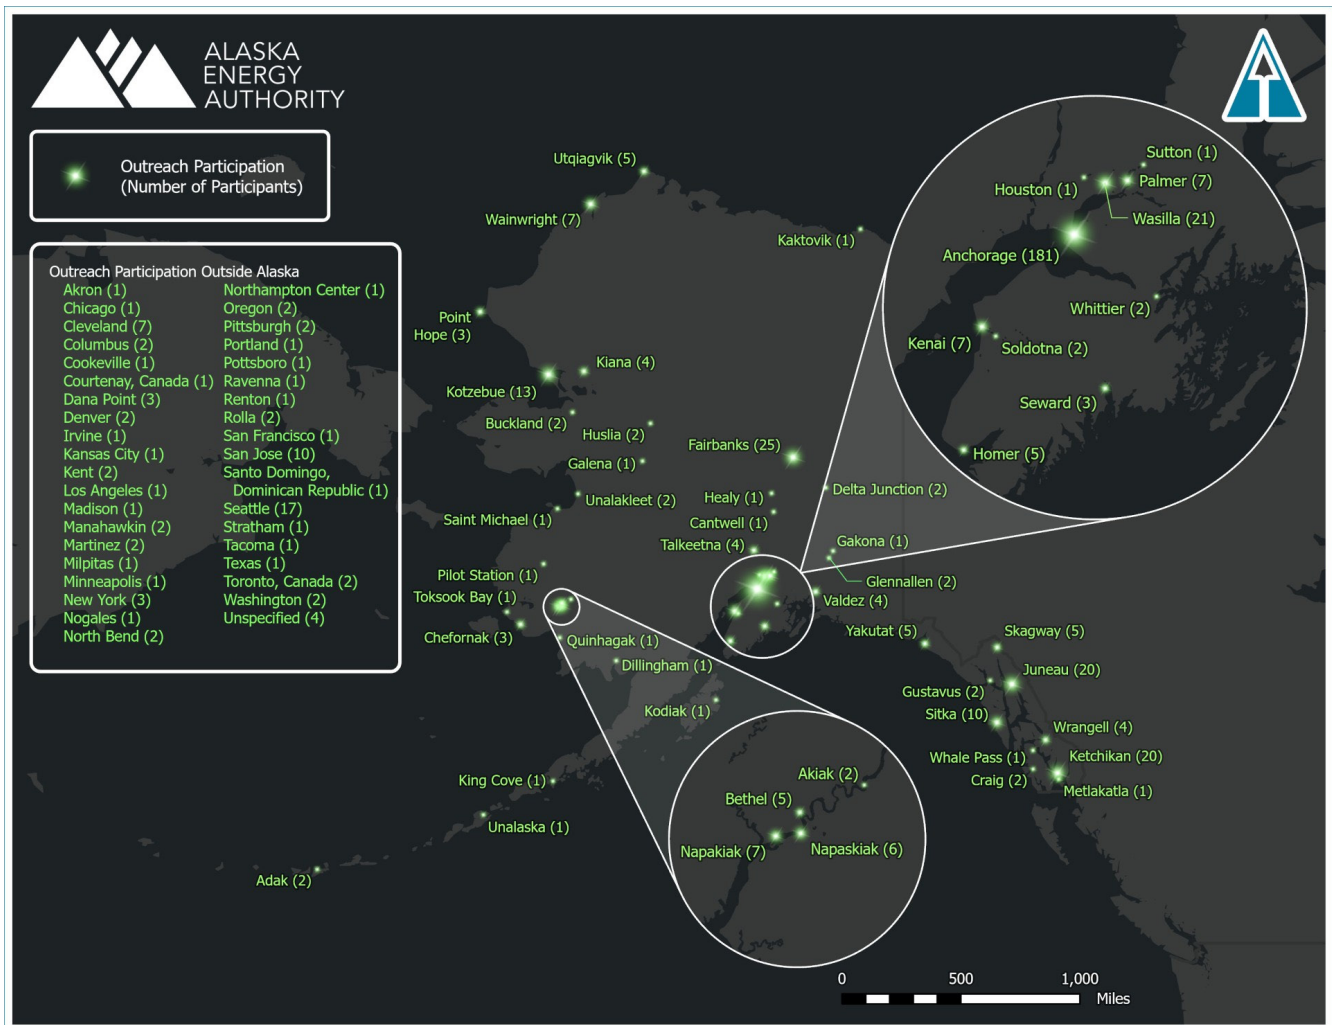 ALASKA
ENERGY
AUTHORITY
Outreach Participation
(Number of Participants)
Outreach Participation Outside Alaska
Akron (1)
Chicago (1)
Cleveland (7)
Columbus (2)
Cookeville (1)
Courtenay, Canada (1)
Dana Point (3)
Denver (2)
Irvine (1)
Kansas City (1)
Kent (2)
Los Angeles (1)
Madison (1)
Manahawkin (2)
Martinez (2)
Milpitas (1)
Minneapolis (1)
New York (3)
Nogales (1)
North Bend (2)
Northampton Center (1)
Oregon (2)
Pittsburgh (2)
Portland (1)
Pottsboro (1)
Ravenna (1)
Renton (1)
Rolla (2)
San Francisco (1)
San Jose (10)
Santo Domingo,
Dominican Republic (1)
Seattle (17)
Stratham (1)
Tacoma (1)
Texas (1)
Toronto, Canada (2)
Washington (2)
Unspecified (4)
Utqiagvik (5)
Wainwright (7)
Kaktovik (1)
Point
Hope (3)
Kiana (4)
Kotzebue (13)
Buckland (2)
Huslia (2)
Galena (1)
Fairbanks (25)
Unalakleet (2)
Healy (1)
Delta Junction (2)
Saint Michael (1)
Cantwell (1)
Talkeetna (4)
Gakona (1)
Glennallen (2)
Pilot Station (1)
Toksook Bay (1)
Valdez (4)
Chefornak (3)
Quinhagak (1)
Dillingham (1)
Yakutat (5)
Skagway (5)
Juneau (20)
Gustavus (2)
Sitka (10)
Kodiak (1)
Wrangell (4)
Whale Pass (1)
Ketchikan (20)
Craig (2)
Metlakatla (1)
King Cove (1)
Unalaska (1)
Adak (2)
Sutton (1)
Houston (1)
Palmer (7)
Wasilla (21)
Anchorage (181)
Whittier (2)
Kenai (7)
Soldotna (2)
Seward (3)
Homer (5)
Akiak (2)
Bethel (5)
Napakiak (7)
Napaskiak (6)
0 500 1,000
Miles